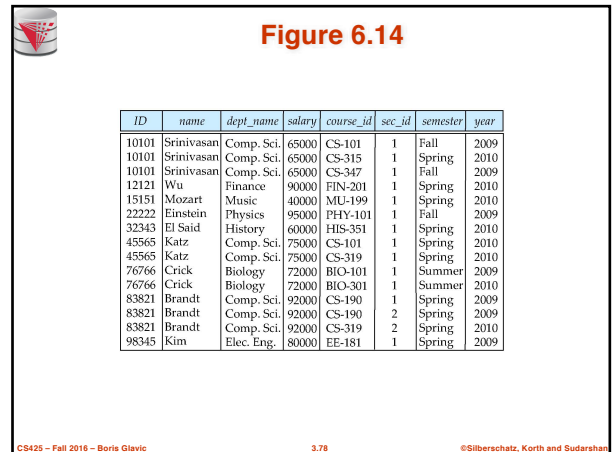 Figure 6.14
ID name dept_name salary course_id sec_id semester year
10101 Srinivasan Comp. Sci. 65000 CS-101 1 Fall 2009
10101 Srinivasan Comp. Sci. 65000 CS-315 1 Spring 2010
10101 Srinivasan Comp. Sci. 65000 CS-347 1 Fall 2009
12121 Wu Finance 90000 FIN-201 1 Spring 2010
15151 Mozart Music 40000 MU-199 1 Spring 2010
22222 Einstein Physics 95000 PHY-101 1 Fall 2009
32343 El Said History 60000 HIS-351 1 Spring 2010
45565 Katz Comp. Sci. 75000 CS-101 1 Spring 2010
45565 Katz Comp. Sci. 75000 CS-319 1 Spring 2010
76766 Crick Biology 72000 BIO-101 1 Summer 2009
76766 Crick Biology 72000 BIO-301 1 Summer 2010
83821 Brandt Comp. Sci. 92000 CS-190 1 Spring 2009
83821 Brandt Comp. Sci. 92000 CS-190 2 Spring 2009
83821 Brandt Comp. Sci. 92000 CS-319 2 Spring 2010
98345 Kim Elec. Eng. 80000 EE-181 1 Spring 2009
CS425 – Fall 2016 – Boris Glavic 3.78 ©Silberschatz, Korth and Sudarshan